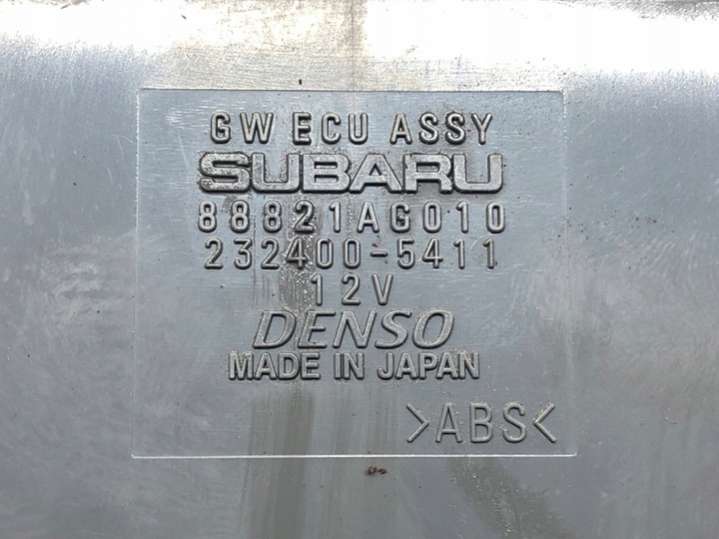 GW ECU ASSY
SUBARU
88821AG010
232400-5411
12V
DENSO
MADE IN JAPAN
>ABS<